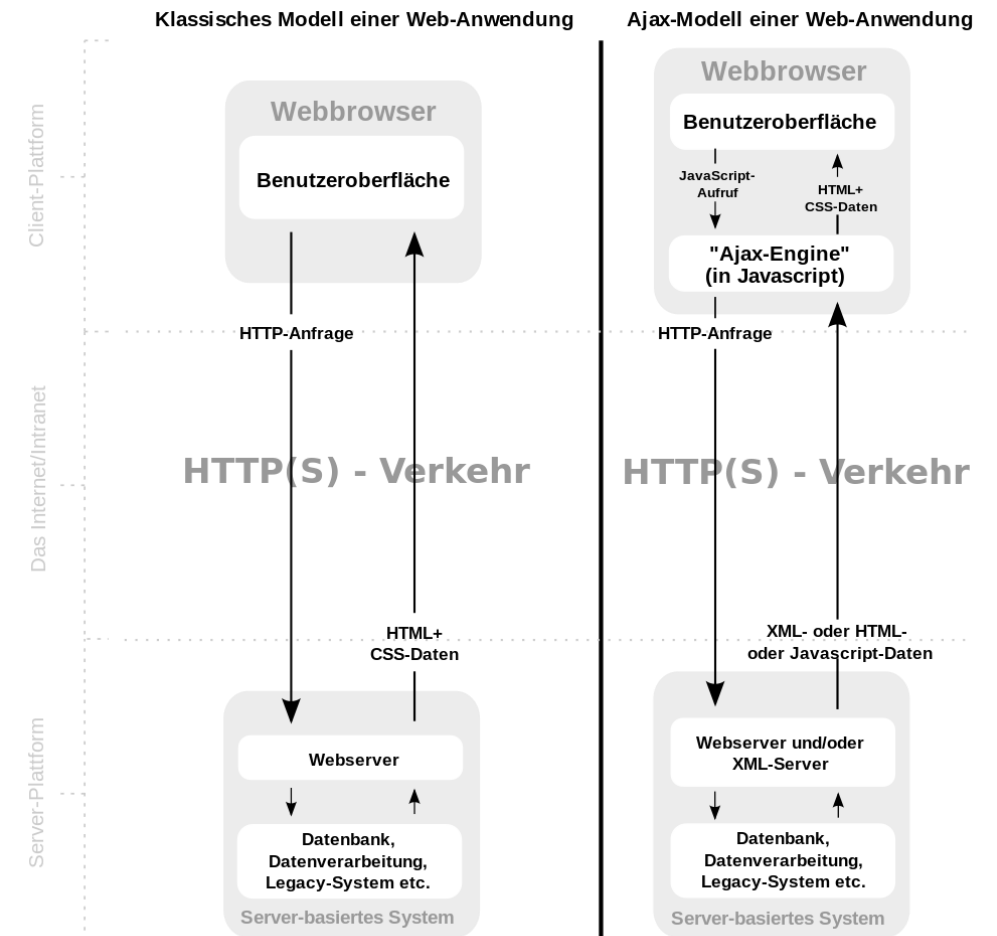 Klassisches Modell einer Web-Anwendung
Ajax-Modell einer Web-Anwendung
Client-Plattform
Das Internet/Intranet
Server-Plattform
Webbrowser
Benutzeroberfläche
HTTP-Anfrage
HTTP(S) - Verkehr
HTML+
CSS-Daten
Webserver
Datenbank,
Datenverarbeitung,
Legacy-System etc.
Server-basiertes System
Webbrowser
Benutzeroberfläche
JavaScript-
Aufruf
HTML+
CSS-Daten
"Ajax-Engine"
(in Javascript)
HTTP-Anfrage
HTTP(S) - Verkehr
XML- oder HTML-
oder Javascript-Daten
Webserver und/oder
XML-Server
Datenbank,
Datenverarbeitung,
Legacy-System etc.
Server-basiertes System